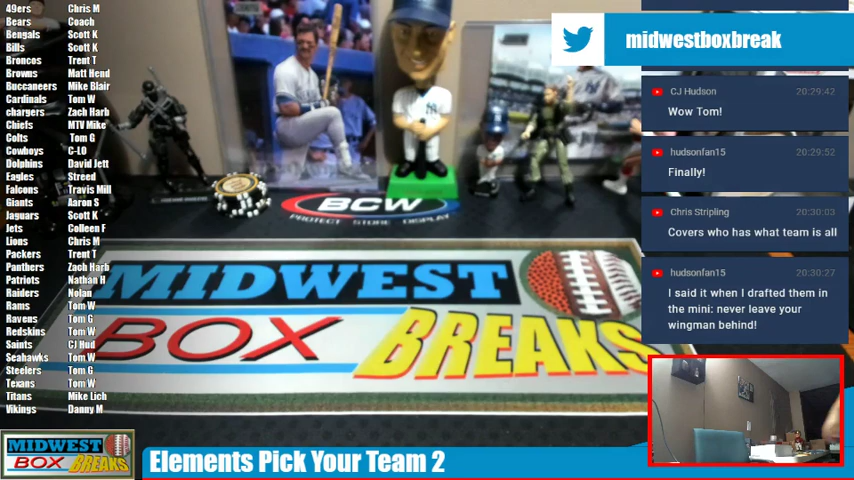 49ers Chris M
Bears Coach
Bengals Scott K
Bills Scott K
Broncos Trent T
Browns Matt Hend
Buccaneers Mike Blair
Cardinals Tom W
chargers Zach Harb
Chiefs MTV Mike
Colts Tom G
Cowboys C-LO
Dolphins David Jett
Eagles Streed
Falcons Travis Mill
Giants Aaron S
Jaguars Scott K
Jets Colleen F
Lions Chris M
Packers Trent T
Panthers Zach Harb
Patriots Nathan H
Raiders Nolan
Rams Tom W
Ravens Tom G
Redskins Tom W
Saints CJ Hud
Seahawks Tom W
Steelers Tom G
Texans Tom W
Titans Mike Lich
Vikings Danny M
BCW
PROTECT STORE DISPLAY
MIDWEST
BOX BREAKS
midwestboxbreak
CJ Hudson 20:29:42
Wow Tom!
hudsonfan15 20:29:52
Finally!
Chris Stripling 20:30:03
Covers who has what team is all
hudsonfan15 20:30:27
I said it when I drafted them in
the mini: never leave your
wingman behind!
MIDWEST
BOX BREAKS
Elements Pick Your Team 2